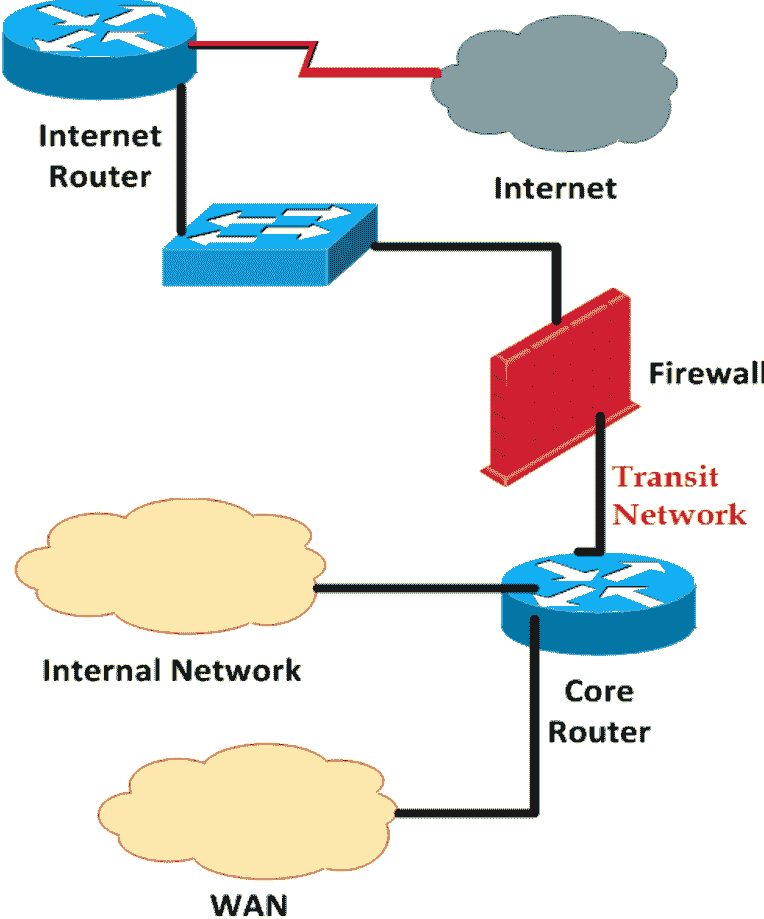 Internet
Router
Internet
Firewall
Transit
Network
Internal Network
Core
Router
WAN